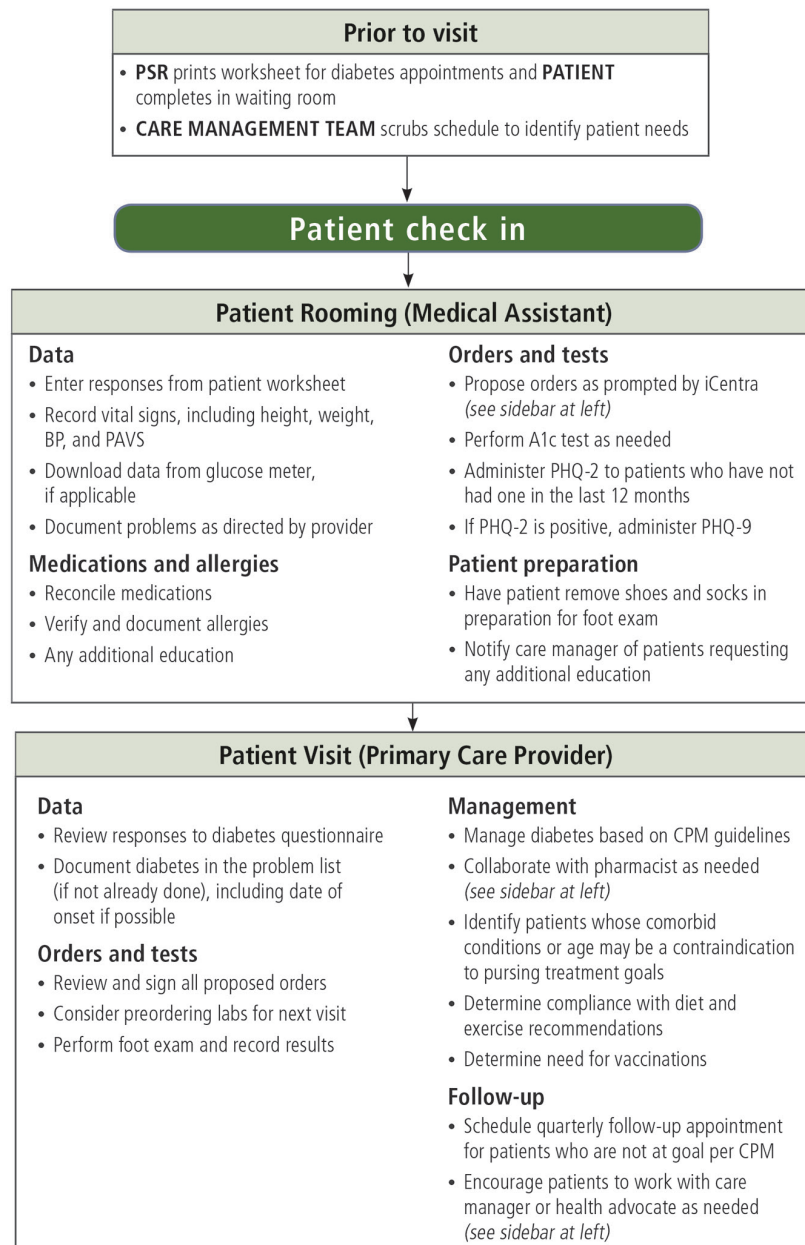 Prior to visit
• PSR prints worksheet for diabetes appointments and PATIENT
completes in waiting room
• CARE MANAGEMENT TEAM scrubs schedule to identify patient needs
Patient check in
Patient Rooming (Medical Assistant)
Data
• Enter responses from patient worksheet
• Record vital signs, including height, weight,
BP, and PAVS
• Download data from glucose meter,
if applicable
• Document problems as directed by provider
Medications and allergies
• Reconcile medications
• Verify and document allergies
• Any additional education
Orders and tests
• Propose orders as prompted by iCentra
(see sidebar at left)
• Perform A1c test as needed
• Administer PHQ-2 to patients who have not
had one in the last 12 months
• If PHQ-2 is positive, administer PHQ-9
Patient preparation
• Have patient remove shoes and socks in
preparation for foot exam
• Notify care manager of patients requesting
any additional education
Patient Visit (Primary Care Provider)
Data
• Review responses to diabetes questionnaire
• Document diabetes in the problem list
(if not already done), including date of
onset if possible
Orders and tests
• Review and sign all proposed orders
• Consider preordering labs for next visit
• Perform foot exam and record results
Management
• Manage diabetes based on CPM guidelines
• Collaborate with pharmacist as needed
(see sidebar at left)
• Identify patients whose comorbid
conditions or age may be a contraindication
to pursing treatment goals
• Determine compliance with diet and
exercise recommendations
• Determine need for vaccinations
Follow-up
• Schedule quarterly follow-up appointment
for patients who are not at goal per CPM
• Encourage patients to work with care
manager or health advocate as needed
(see sidebar at left)